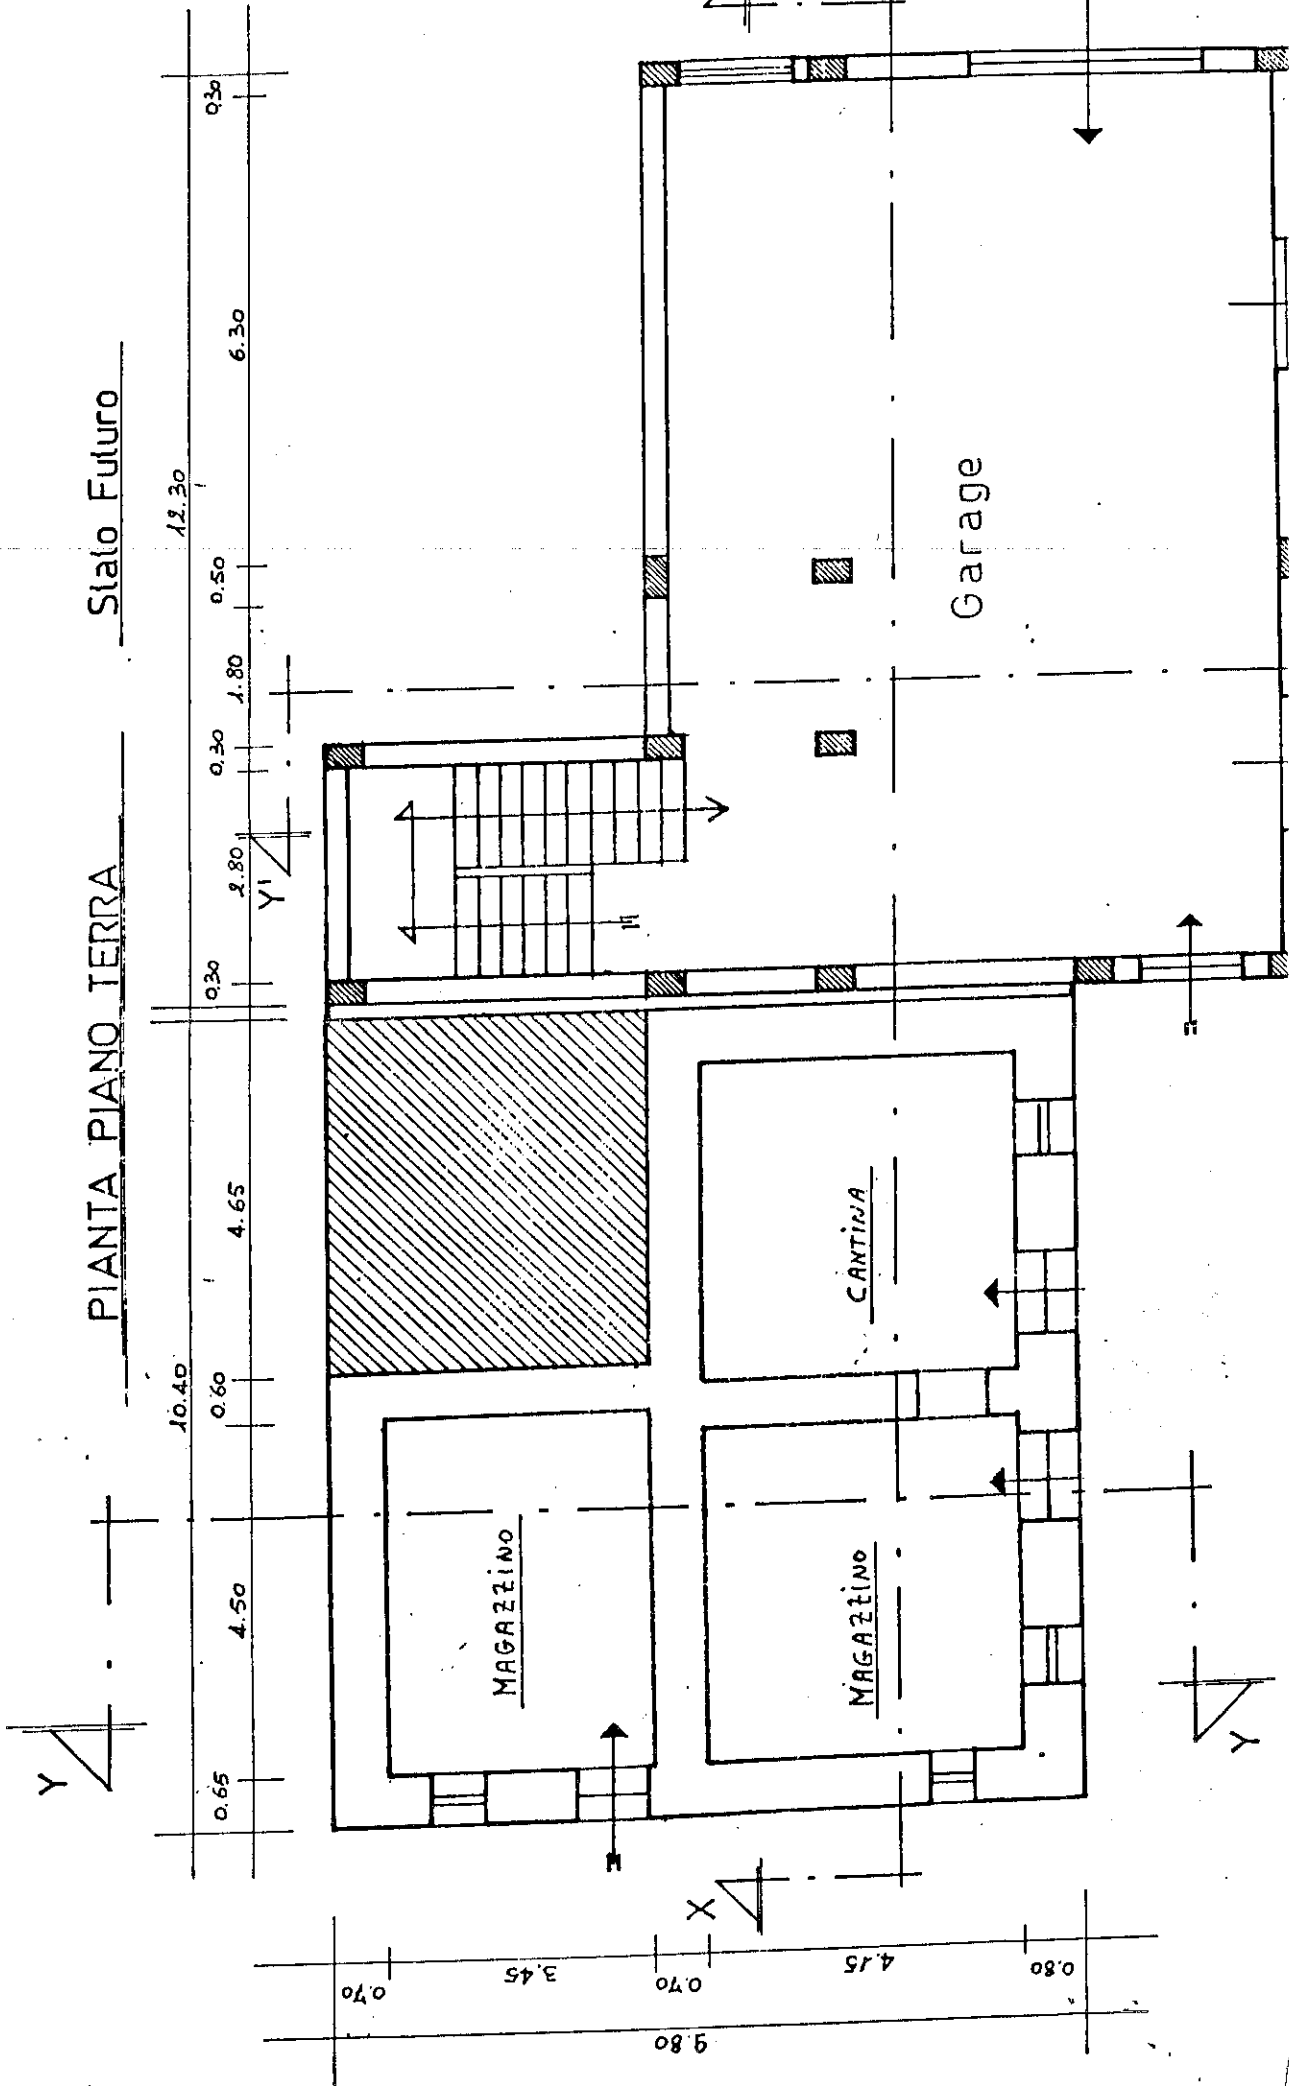 PIANTA PIANO TERRA Stato Futuro
10.40 12.30
0.65 4.50 0.60 4.65 0.30 2.80 0.30 1.80 0.50 6.30 0.30
Y
Y'
MAGAZZINO
MAGAZZINO
CANTINA
Garage
X
Y
0.70 3.45 0.70 4.15 0.80
9.80